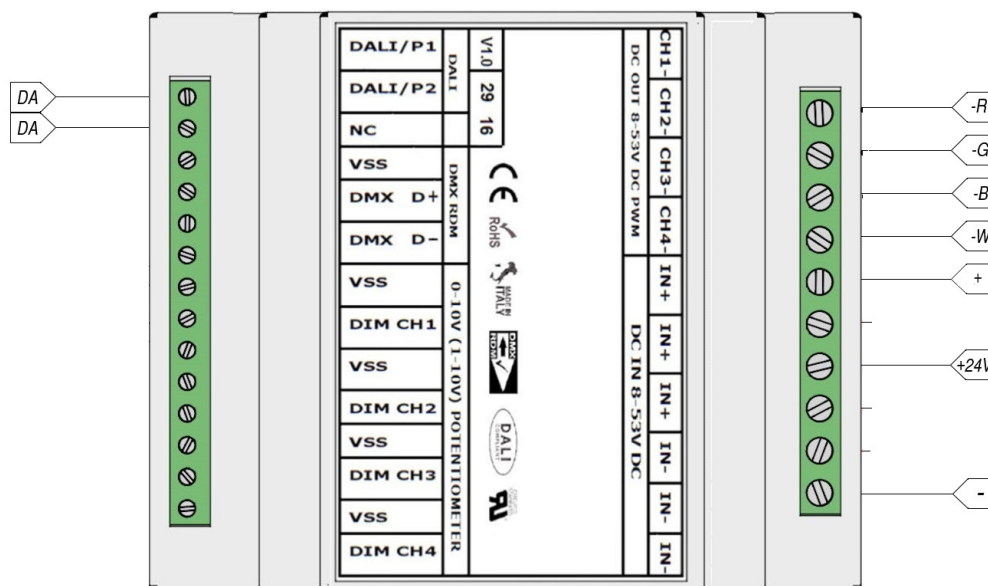 DA
DA
DALI/P1
DALI/P2
NC
VSS
DMX D+
DMX D-
VSS
DIM CH1
VSS
DIM CH2
VSS
DIM CH3
VSS
DIM CH4
DALI
DMX RDM
0-10V (1-10V) POTENTIOMETER
V1.0 29 16
CE
RoHS
MADE IN ITALY
DMX
RDM
DALI
COMPLIANT
DC OUT 8-53V DC PWM
DC IN 8-53V DC
CH1-
CH2-
CH3-
CH4-
IN+
IN+
IN+
IN-
IN-
IN-
-R
-G
-B
-W
+
+24V
-